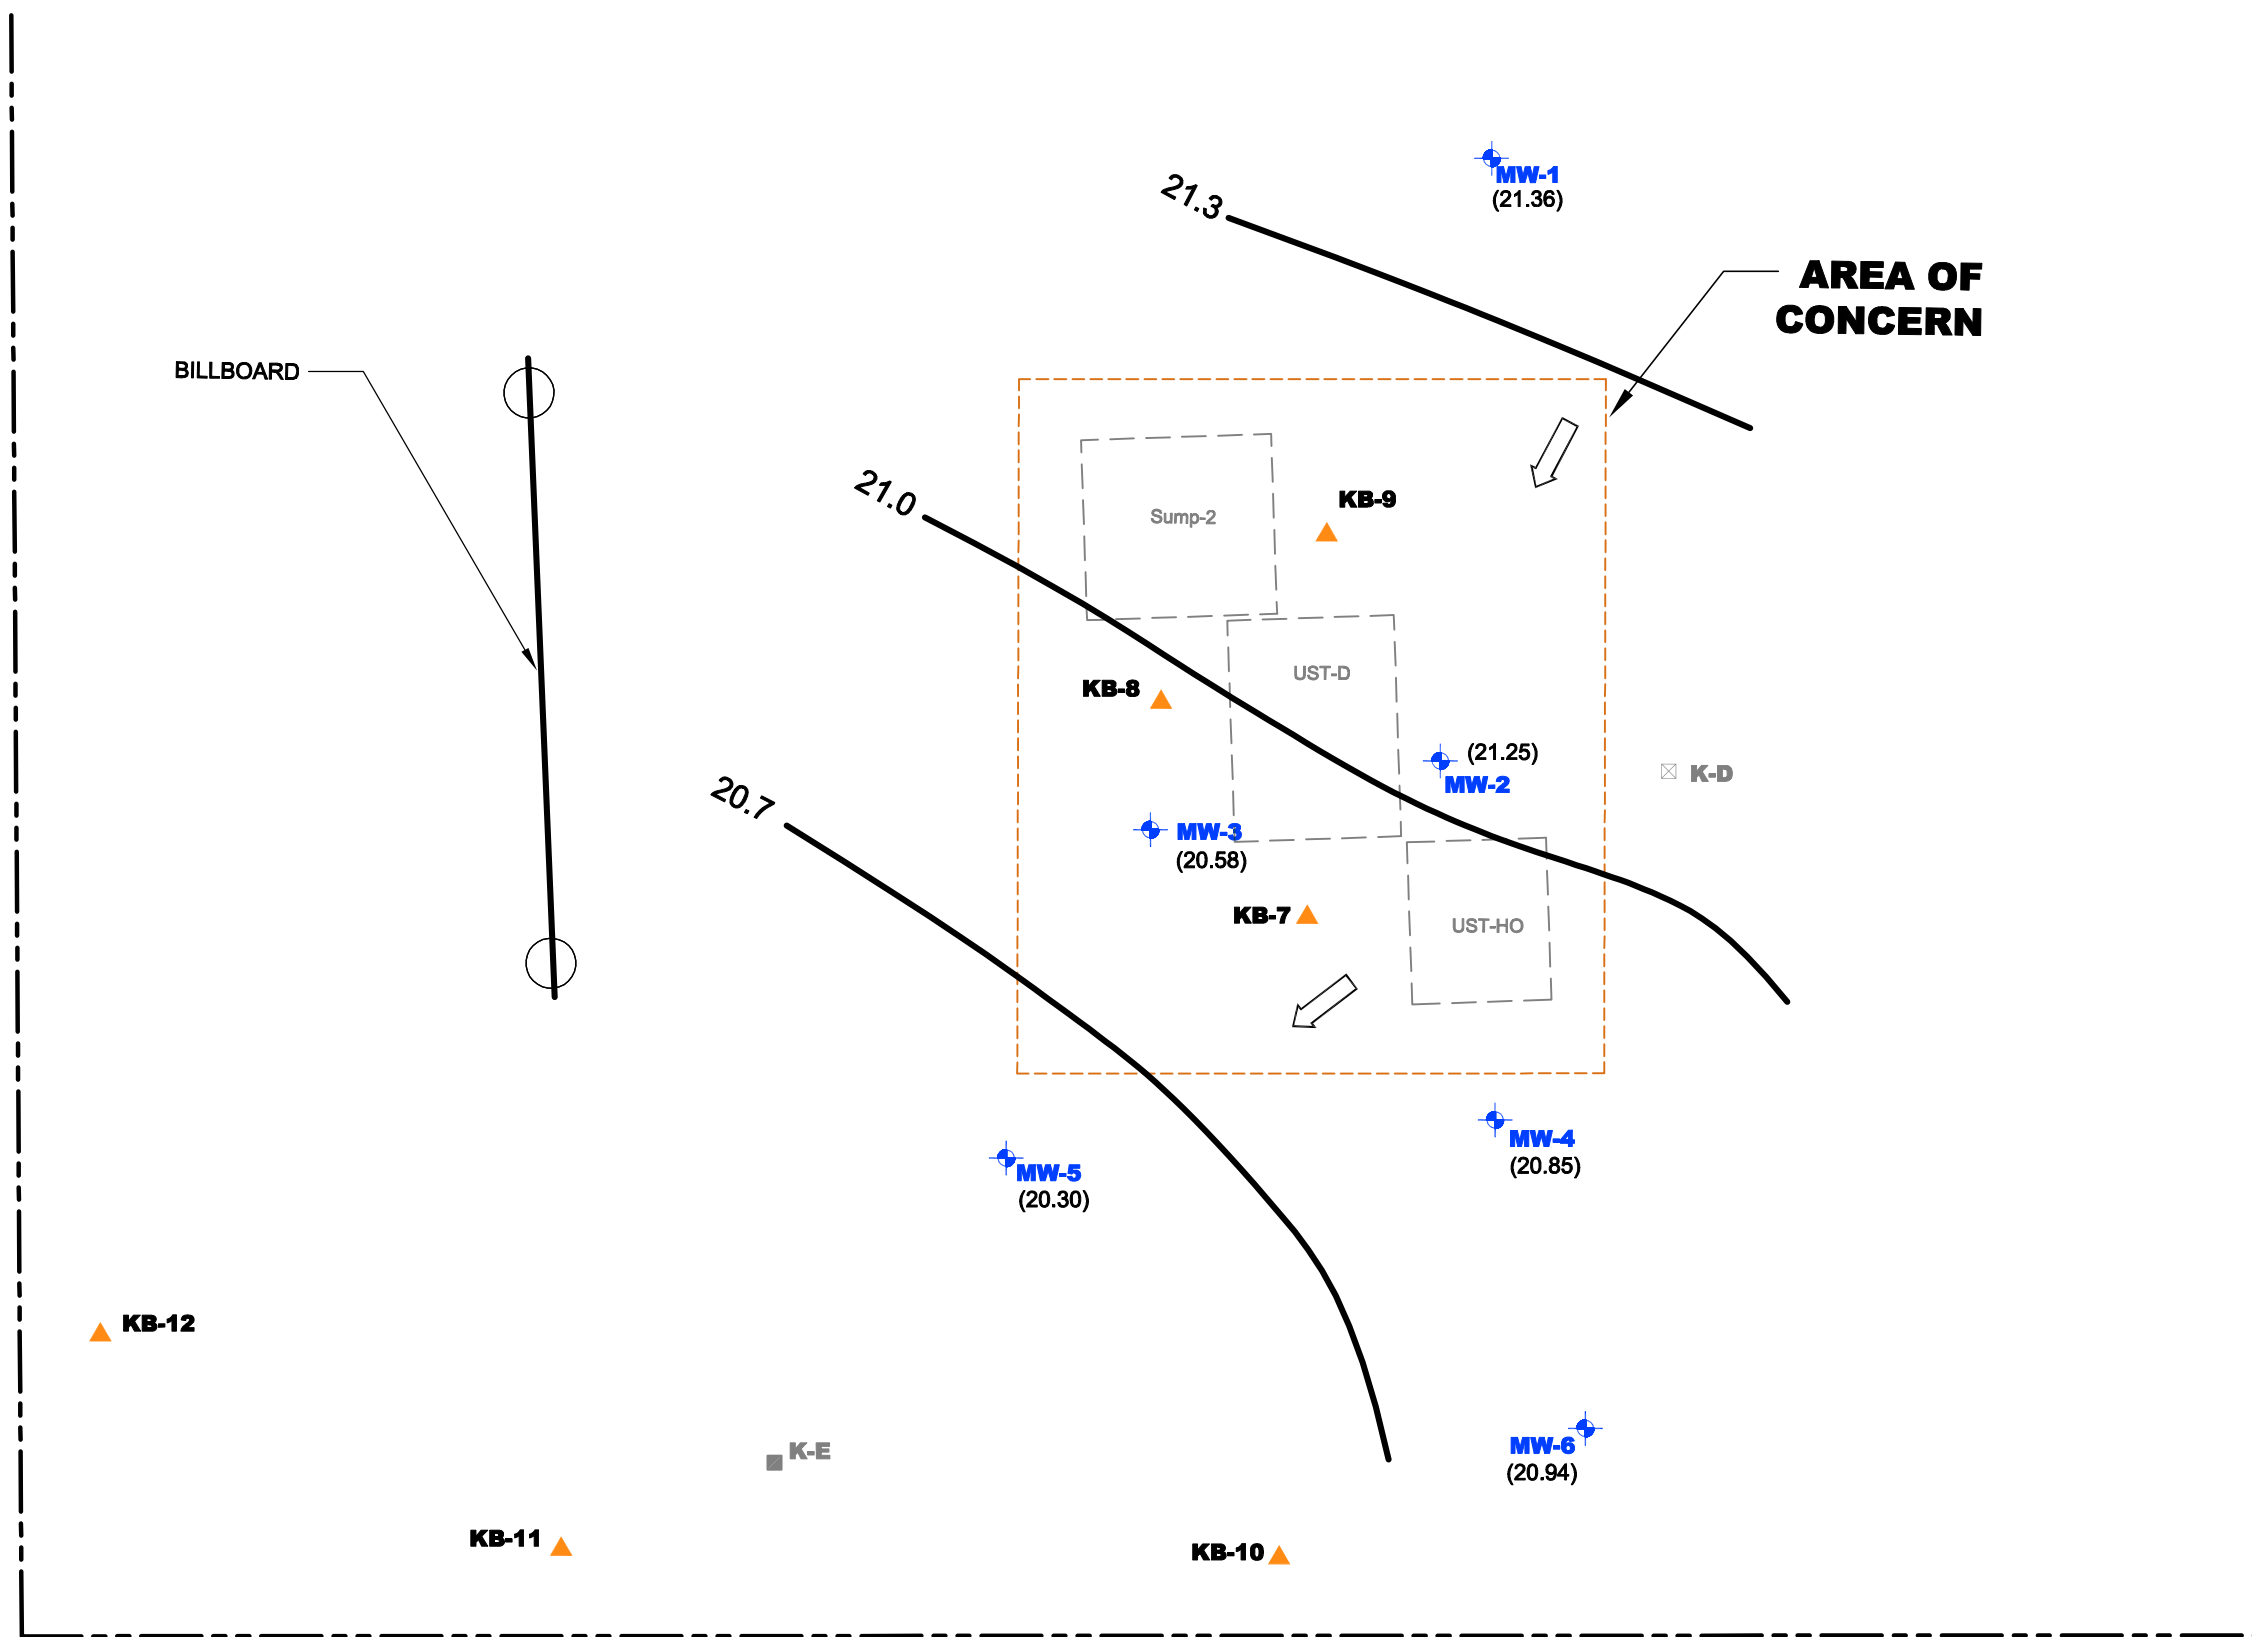 MW-1
(21.36)
21.3
AREA OF
CONCERN
BILLBOARD
21.0
KB-9
Sump-2
UST-D
KB-8
(21.25)
MW-2
K-D
20.7
MW-3
(20.58)
KB-7
UST-HO
MW-4
(20.85)
MW-5
(20.30)
KB-12
K-E
MW-6
(20.94)
KB-11
KB-10